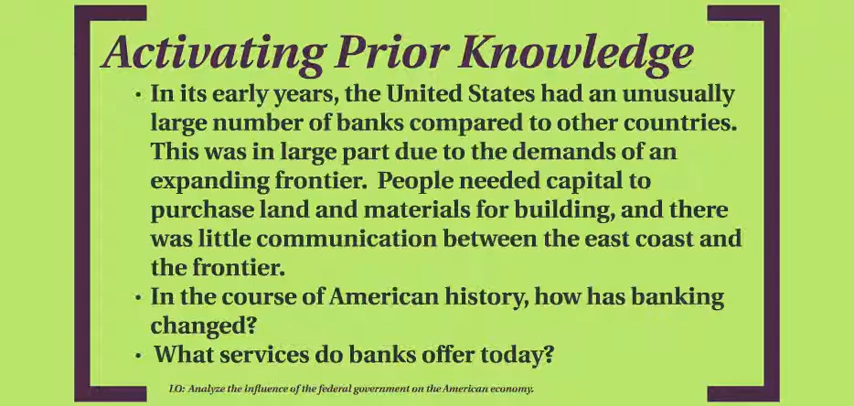 Activating Prior Knowledge
• In its early years, the United States had an unusually
large number of banks compared to other countries.
This was in large part due to the demands of an
expanding frontier. People needed capital to
purchase land and materials for building, and there
was little communication between the east coast and
the frontier.
• In the course of American history, how has banking
changed?
• What services do banks offer today?
I.O: Analyze the influence of the federal government on the American economy.